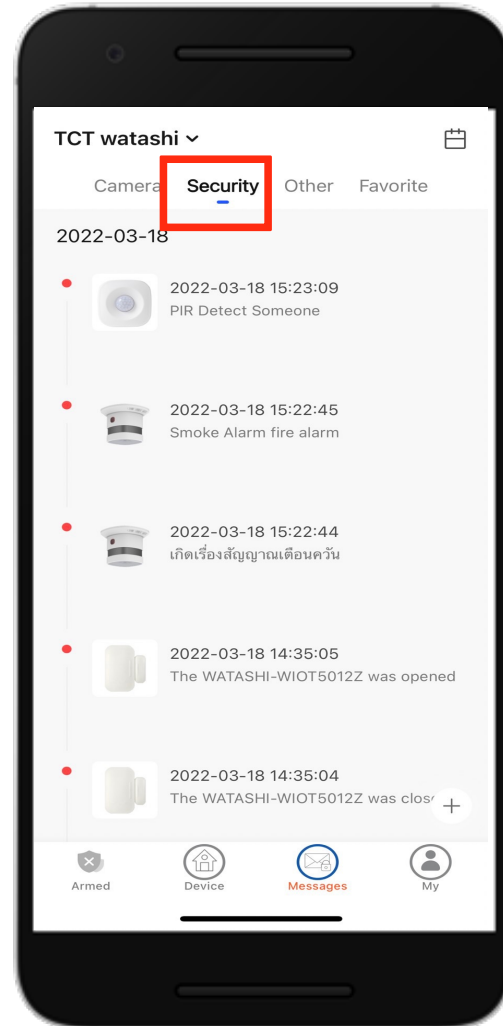 TCT watashi
Camera Security Other Favorite
2022-03-18
2022-03-18 15:23:09
PIR Detect Someone
2022-03-18 15:22:45
Smoke Alarm fire alarm
2022-03-18 15:22:44
เกิดเรื่องสัญญาณเตือนควัน
2022-03-18 14:35:05
The WATASHI-WIOT5012Z was opened
2022-03-18 14:35:04
The WATASHI-WIOT5012Z was clos
Armed Device Messages My